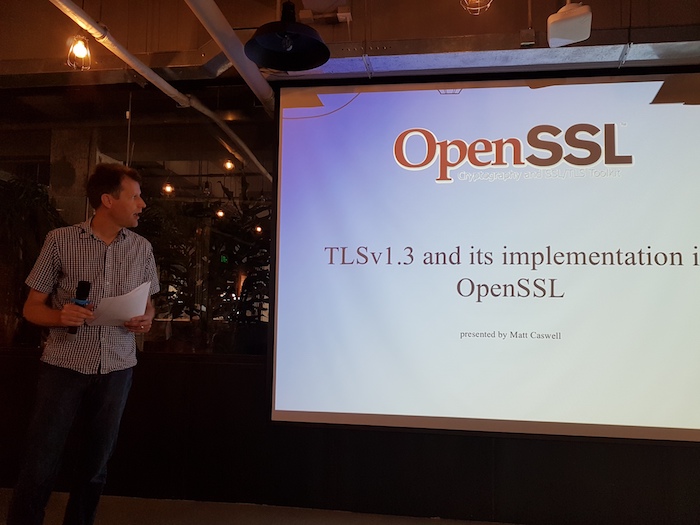 OpenSSL
Cryptography and SSL/TLS Toolkit
TLSv1.3 and its implementation i
OpenSSL
presented by Matt Caswell